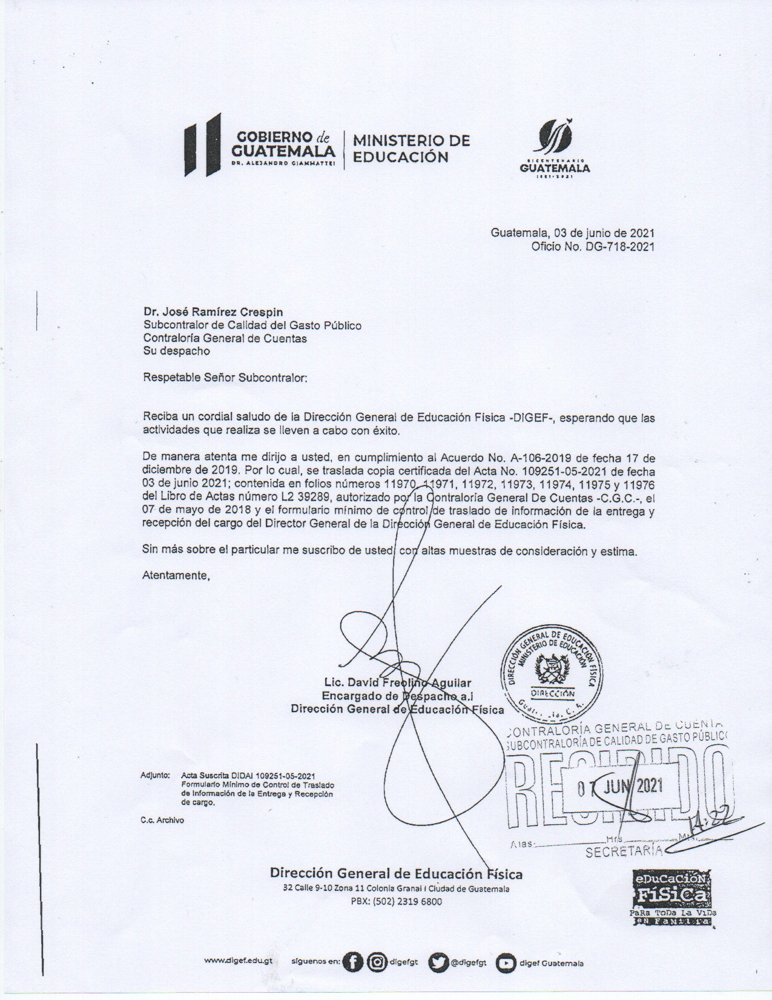 GOBIERNO de
GUATEMALA
DR. ALEJANDRO GIAMMATTEI
MINISTERIO DE
EDUCACIÓN
BICENTENARIO
GUATEMALA
1821-2021
Guatemala, 03 de junio de 2021
Oficio No. DG-718-2021
Dr. José Ramírez Crespin
Subcontralor de Calidad del Gasto Público
Contraloría General de Cuentas
Su despacho
Respetable Señor Subcontralor:
Reciba un cordial saludo de la Dirección General de Educación Física -DIGEF-, esperando que las
actividades que realiza se lleven a cabo con éxito.
De manera atenta me dirijo a usted, en cumplimiento al Acuerdo No. A-106-2019 de fecha 17 de
diciembre de 2019. Por lo cual, se traslada copia certificada del Acta No. 109251-05-2021 de fecha
03 de junio 2021; contenida en folios números 11970, 11971, 11972, 11973, 11974, 11975 y 11976
del Libro de Actas número L2 39289, autorizado por la Contraloría General De Cuentas -C.G.C.-, el
07 de mayo de 2018 y el formulario mínimo de control de traslado de información de la entrega y
recepción del cargo del Director General de la Dirección General de Educación Física.
Sin más sobre el particular me suscribo de usted, con altas muestras de consideración y estima.
Atentamente,
Lic. David Freolino Aguilar
Encargado de Despacho a.i
Dirección General de Educación Física
DIRECCIÓN GENERAL DE EDUCACIÓN FÍSICA
MINISTERIO DE EDUCACIÓN
DIRECCIÓN
C. A.
CONTRALORÍA GENERAL DE CUENTA
SUBCONTRALORÍA DE CALIDAD DE GASTO PÚBLICO
RECIBIDO
07 JUN 2021
14:22
A las: Hrs. Min.
SECRETARÍA
Adjunto: Acta Suscrita DIDAI 109251-05-2021
Formulario Mínimo de Control de Traslado
de Información de la Entrega y Recepción
de cargo.
C.c. Archivo
Dirección General de Educación Física
32 Calle 9-10 Zona 11 Colonia Granai I Ciudad de Guatemala
PBX: (502) 2319 6800
eDuCaCióN
FíSiCa
PaRa ToDa La ViDa
eN FaMiLia
www.digef.edu.gt síguenos en: digefgt @digefgt digef Guatemala